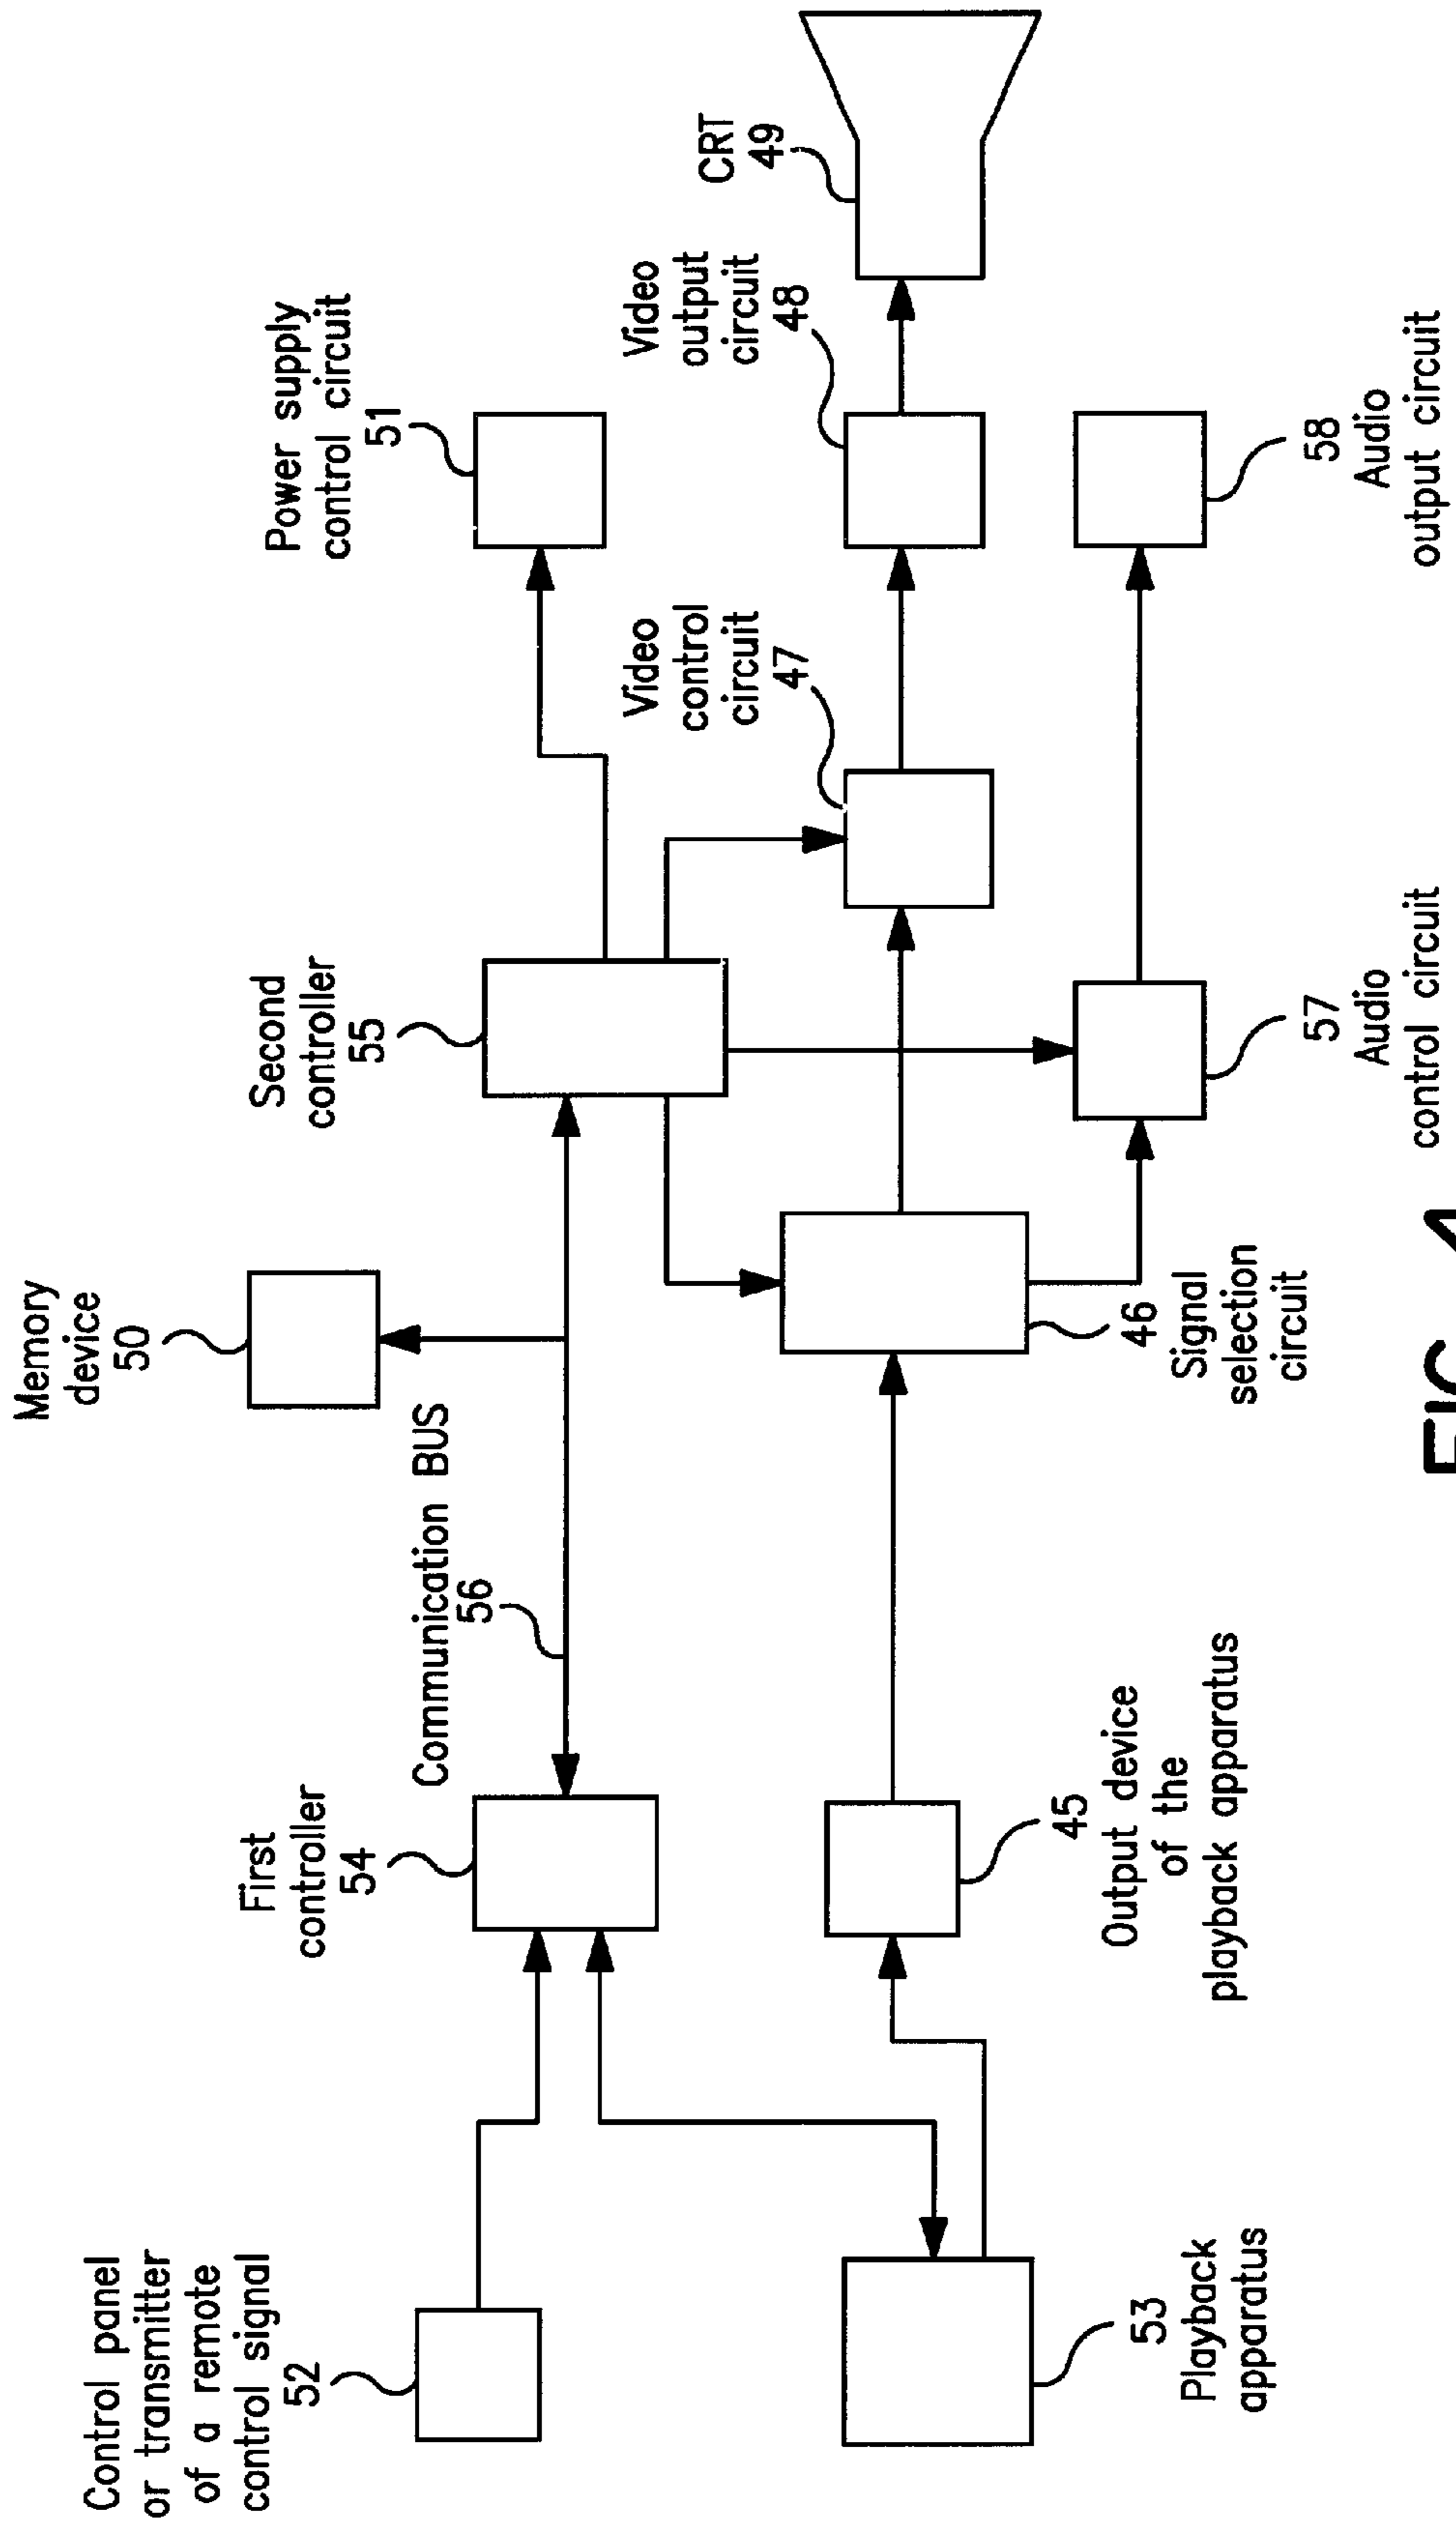 Control panel
or transmitter
of a remote
control signal
52
First
controller
54
Communication BUS
56
Memory
device
50
Second
controller
55
Power supply
control circuit
51
Playback
apparatus
53
Output device
of the
playback apparatus
45
Signal
selection
circuit
46
Video
control
circuit
47
Video
output
circuit
48
CRT
49
Audio
control circuit
57
Audio
output circuit
58